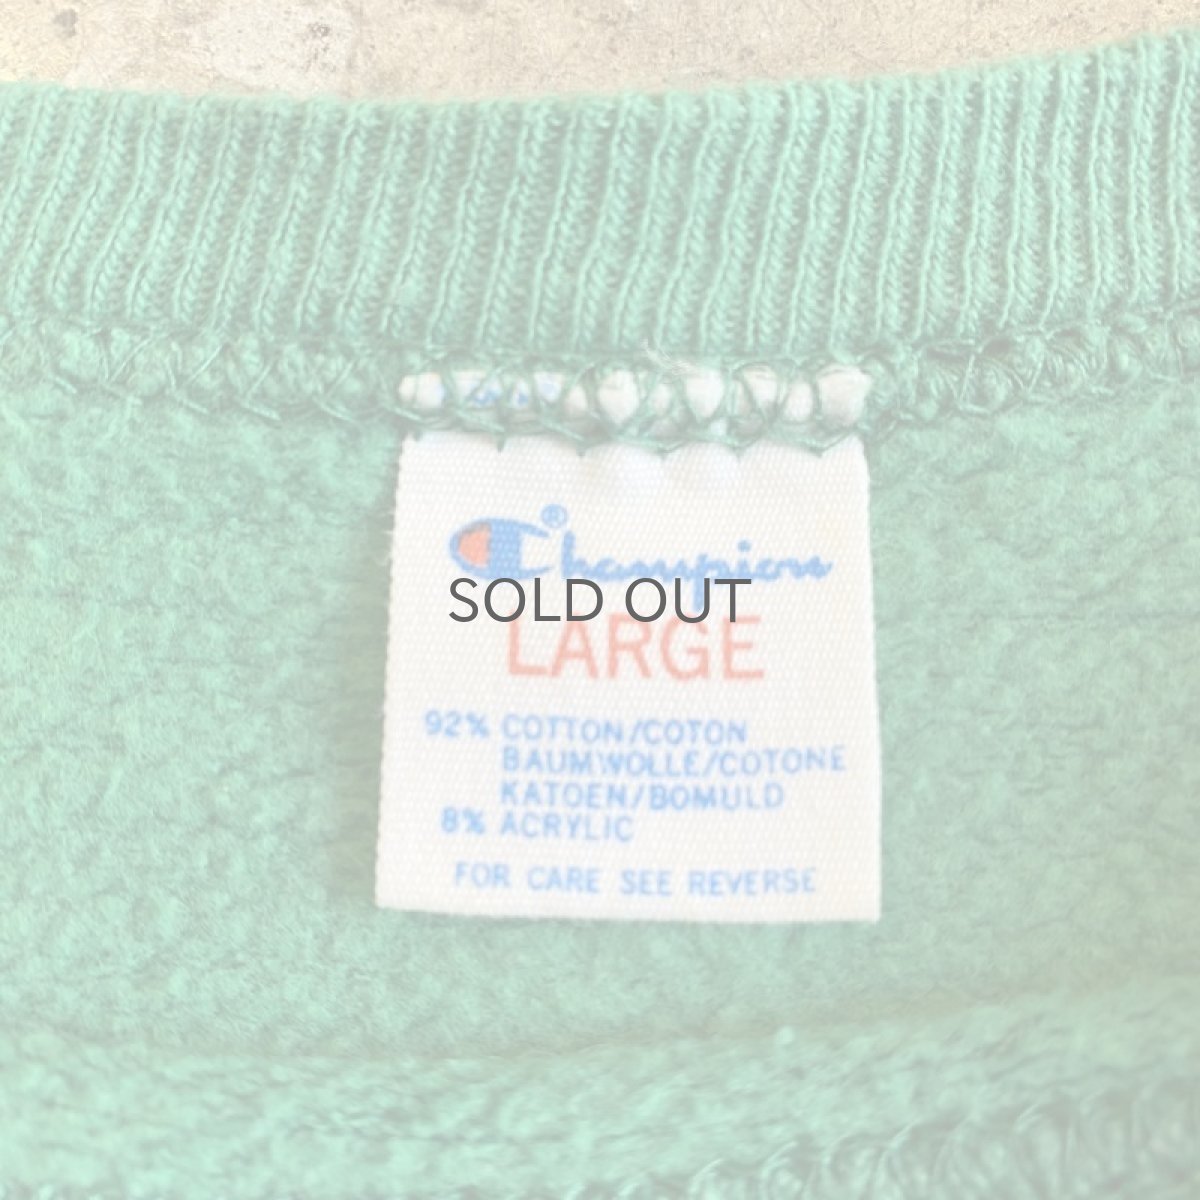 Champion®
SOLD OUT
LARGE
92% COTTON/COTON
BAUMWOLLE/COTONE
KATOEN/BOMULD
8% ACRYLIC
FOR CARE SEE REVERSE